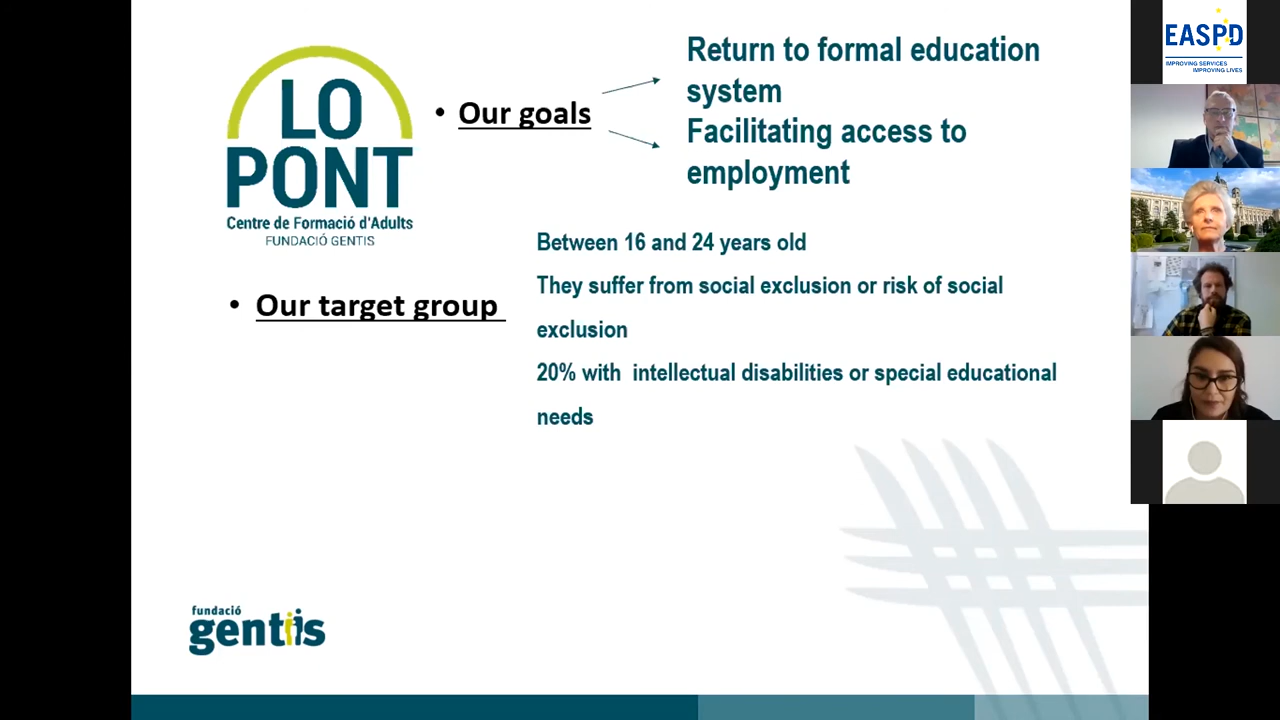 LO
PONT
Centre de Formació d'Adults
FUNDACIÓ GENTIS
• Our goals
Return to formal education
system
Facilitating access to
employment
• Our target group
Between 16 and 24 years old
They suffer from social exclusion or risk of social
exclusion
20% with  intellectual disabilities or special educational
needs
fundació
gentis
EASPD
IMPROVING SERVICES
IMPROVING LIVES